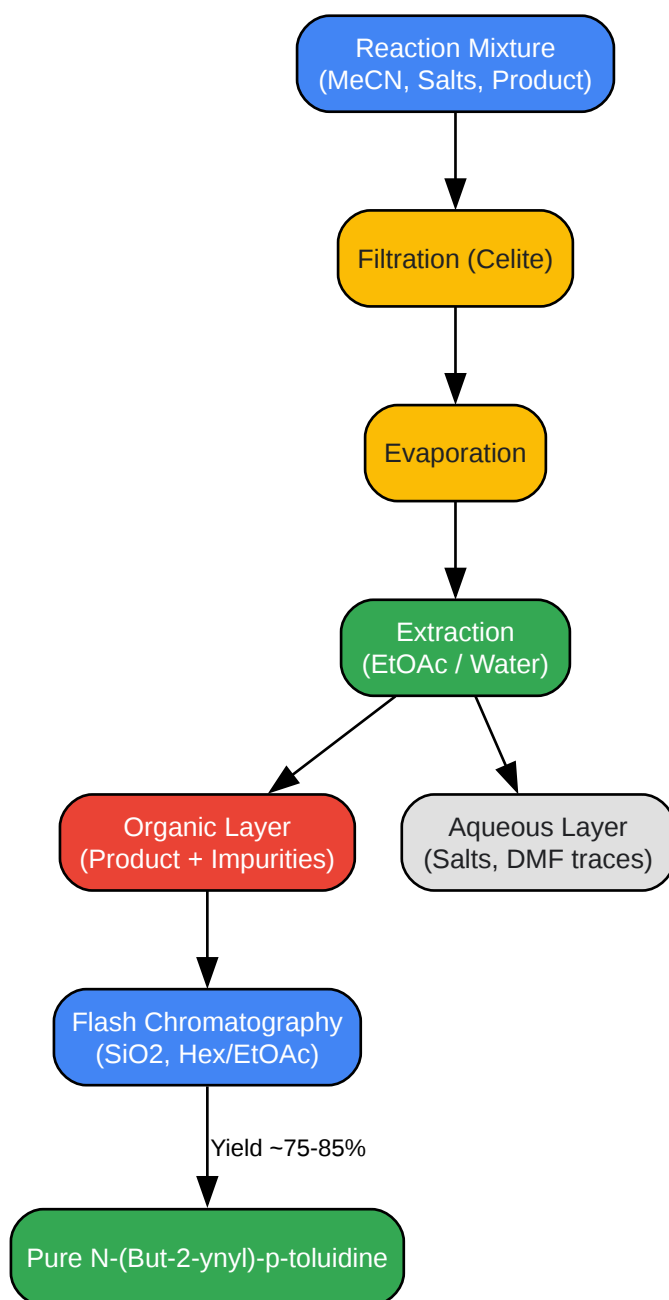 Reaction Mixture
(MeCN, Salts, Product)
Filtration (Celite)
Evaporation
Extraction
(EtOAc / Water)
Organic Layer
(Product + Impurities)
Aqueous Layer
(Salts, DMF traces)
Flash Chromatography
(SiO2, Hex/EtOAc)
Yield ~75-85%
Pure N-(But-2-ynyl)-p-toluidine